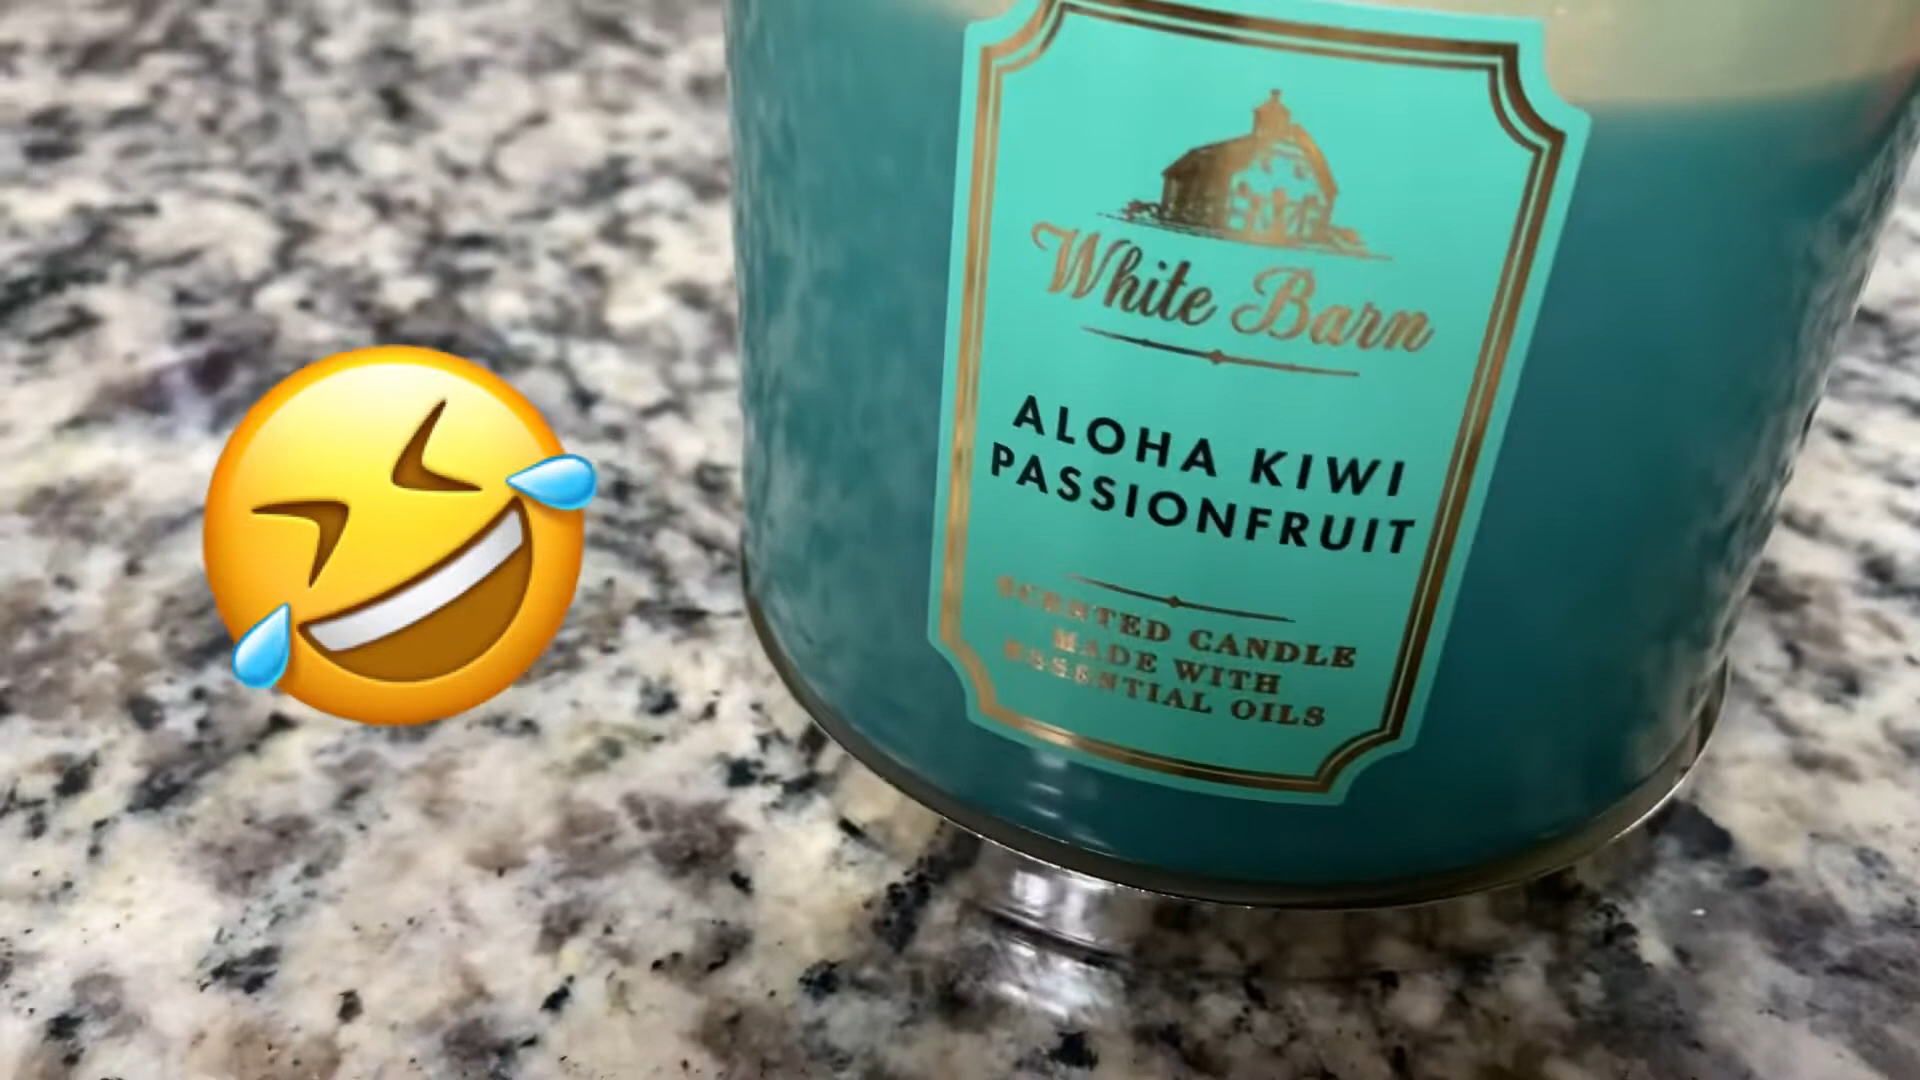 White Barn
ALOHA KIWI
PASSIONFRUIT
SCENTED CANDLE
MADE WITH
ESSENTIAL OILS